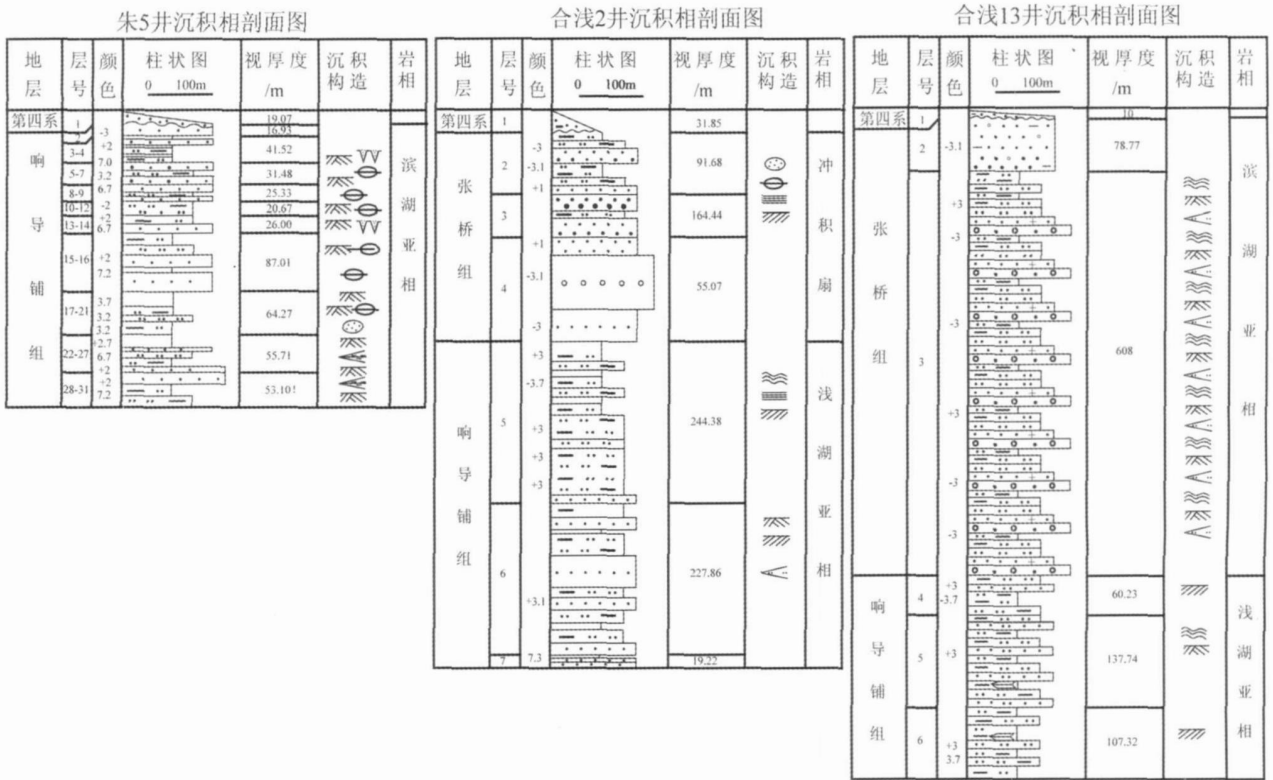 朱5井沉积相剖面图
地层 层号 颜色 柱状图 0 100m 视厚度/m 沉积构造 岩相
第四系 1 19.07
2 -3 16.93
响导铺组
3-4 +2 41.52
5-7 7.0 3.2 31.48
8-9 6.7 25.33
10-12 -2 20.67
13-14 +2 6.7 26.00
15-16 +2 7.2 87.01
17-21 3.7 3.2 3.2 64.27
22-27 +2.7 6.7 +2 55.71
28-31 +2 7.2 53.10
滨湖亚相
合浅2井沉积相剖面图
地层 层号 颜色 柱状图 0 100m 视厚度/m 沉积构造 岩相
第四系 1 31.85
张桥组
2 -3 -3.1 +1 91.68
3 164.44
4 +1 -3.1 -3 55.07
冲积扇
响导铺组
5 +3 -3.7 +3 +3 +3 244.38
6 +3.1 227.86
7 7.3 19.22
浅湖亚相
合浅13井沉积相剖面图
地层 层号 颜色 柱状图 0 100m 视厚度/m 沉积构造 岩相
第四系 1 10
张桥组
2 -3.1 78.77
3 +3 -3 -3 +3 -3 -3 608
滨湖亚相
响导铺组
4 +3 -3.7 60.23
5 +3 137.74
6 +3 3.7 107.32
浅湖亚相